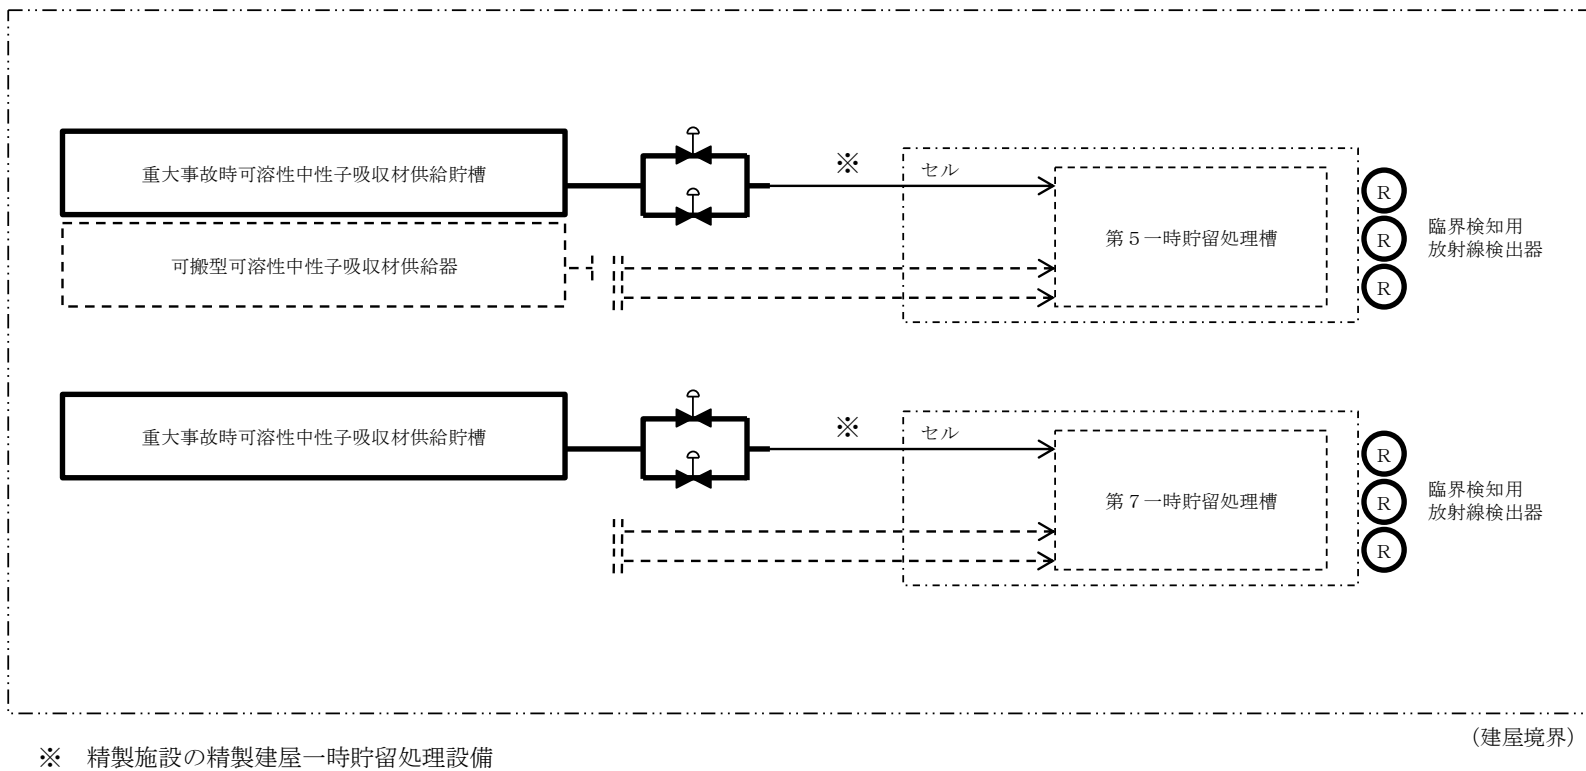 重大事故時可溶性中性子吸収材供給貯槽
※
セル
可搬型可溶性中性子吸収材供給器
第5一時貯留処理槽
R
R
R
臨界検知用
放射線検出器
重大事故時可溶性中性子吸収材供給貯槽
※
セル
第7一時貯留処理槽
R
R
R
臨界検知用
放射線検出器
(建屋境界)
※ 精製施設の精製建屋一時貯留処理設備